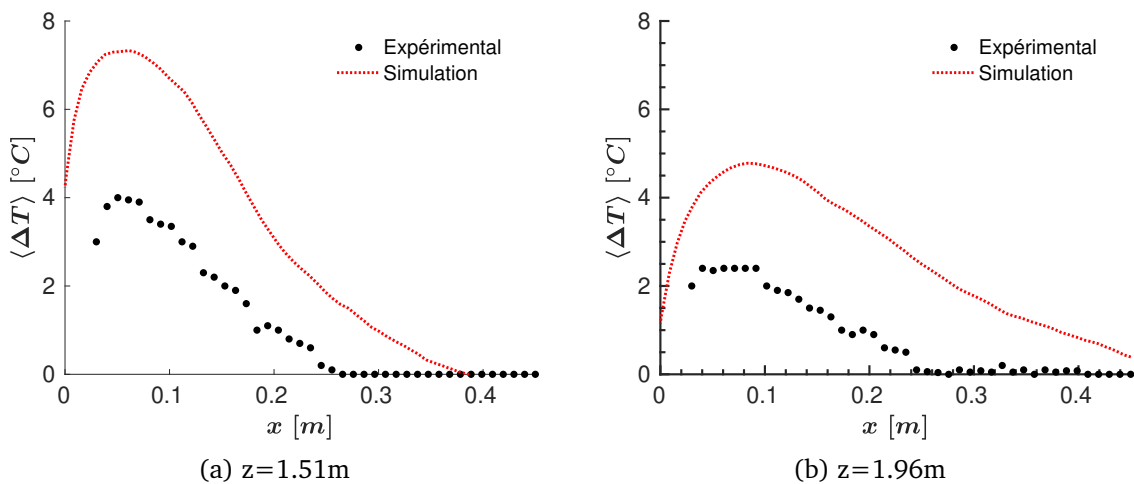 8
6
4
2
0
⟨ΔT⟩ [°C]
Expérimental
Simulation
0
0.1
0.2
0.3
0.4
x [m]
(a) z=1.51m
8
6
4
2
0
⟨ΔT⟩ [°C]
Expérimental
Simulation
0
0.1
0.2
0.3
0.4
x [m]
(b) z=1.96m